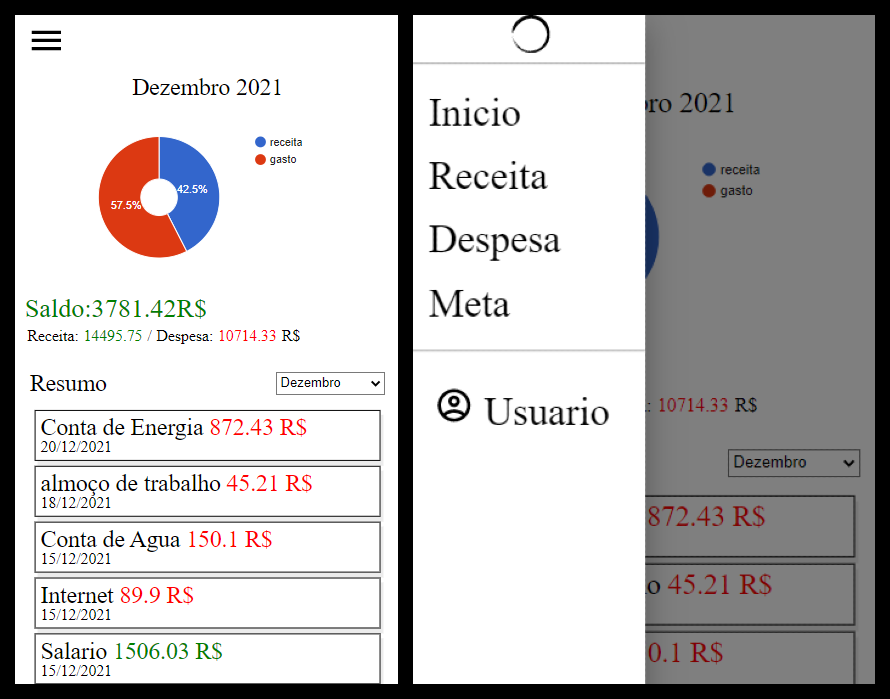 Dezembro 2021
receita
gasto
42.5%
57.5%
Saldo:3781.42R$
Receita: 14495.75 / Despesa: 10714.33 R$
Resumo
Dezembro
Conta de Energia 872.43 R$
20/12/2021
almoço de trabalho 45.21 R$
18/12/2021
Conta de Agua 150.1 R$
15/12/2021
Internet 89.9 R$
15/12/2021
Salario 1506.03 R$
15/12/2021
Inicio
Receita
Despesa
Meta
Usuario
ro 2021
receita
gasto
: 10714.33 R$
Dezembro
872.43 R$
o 45.21 R$
0.1 R$